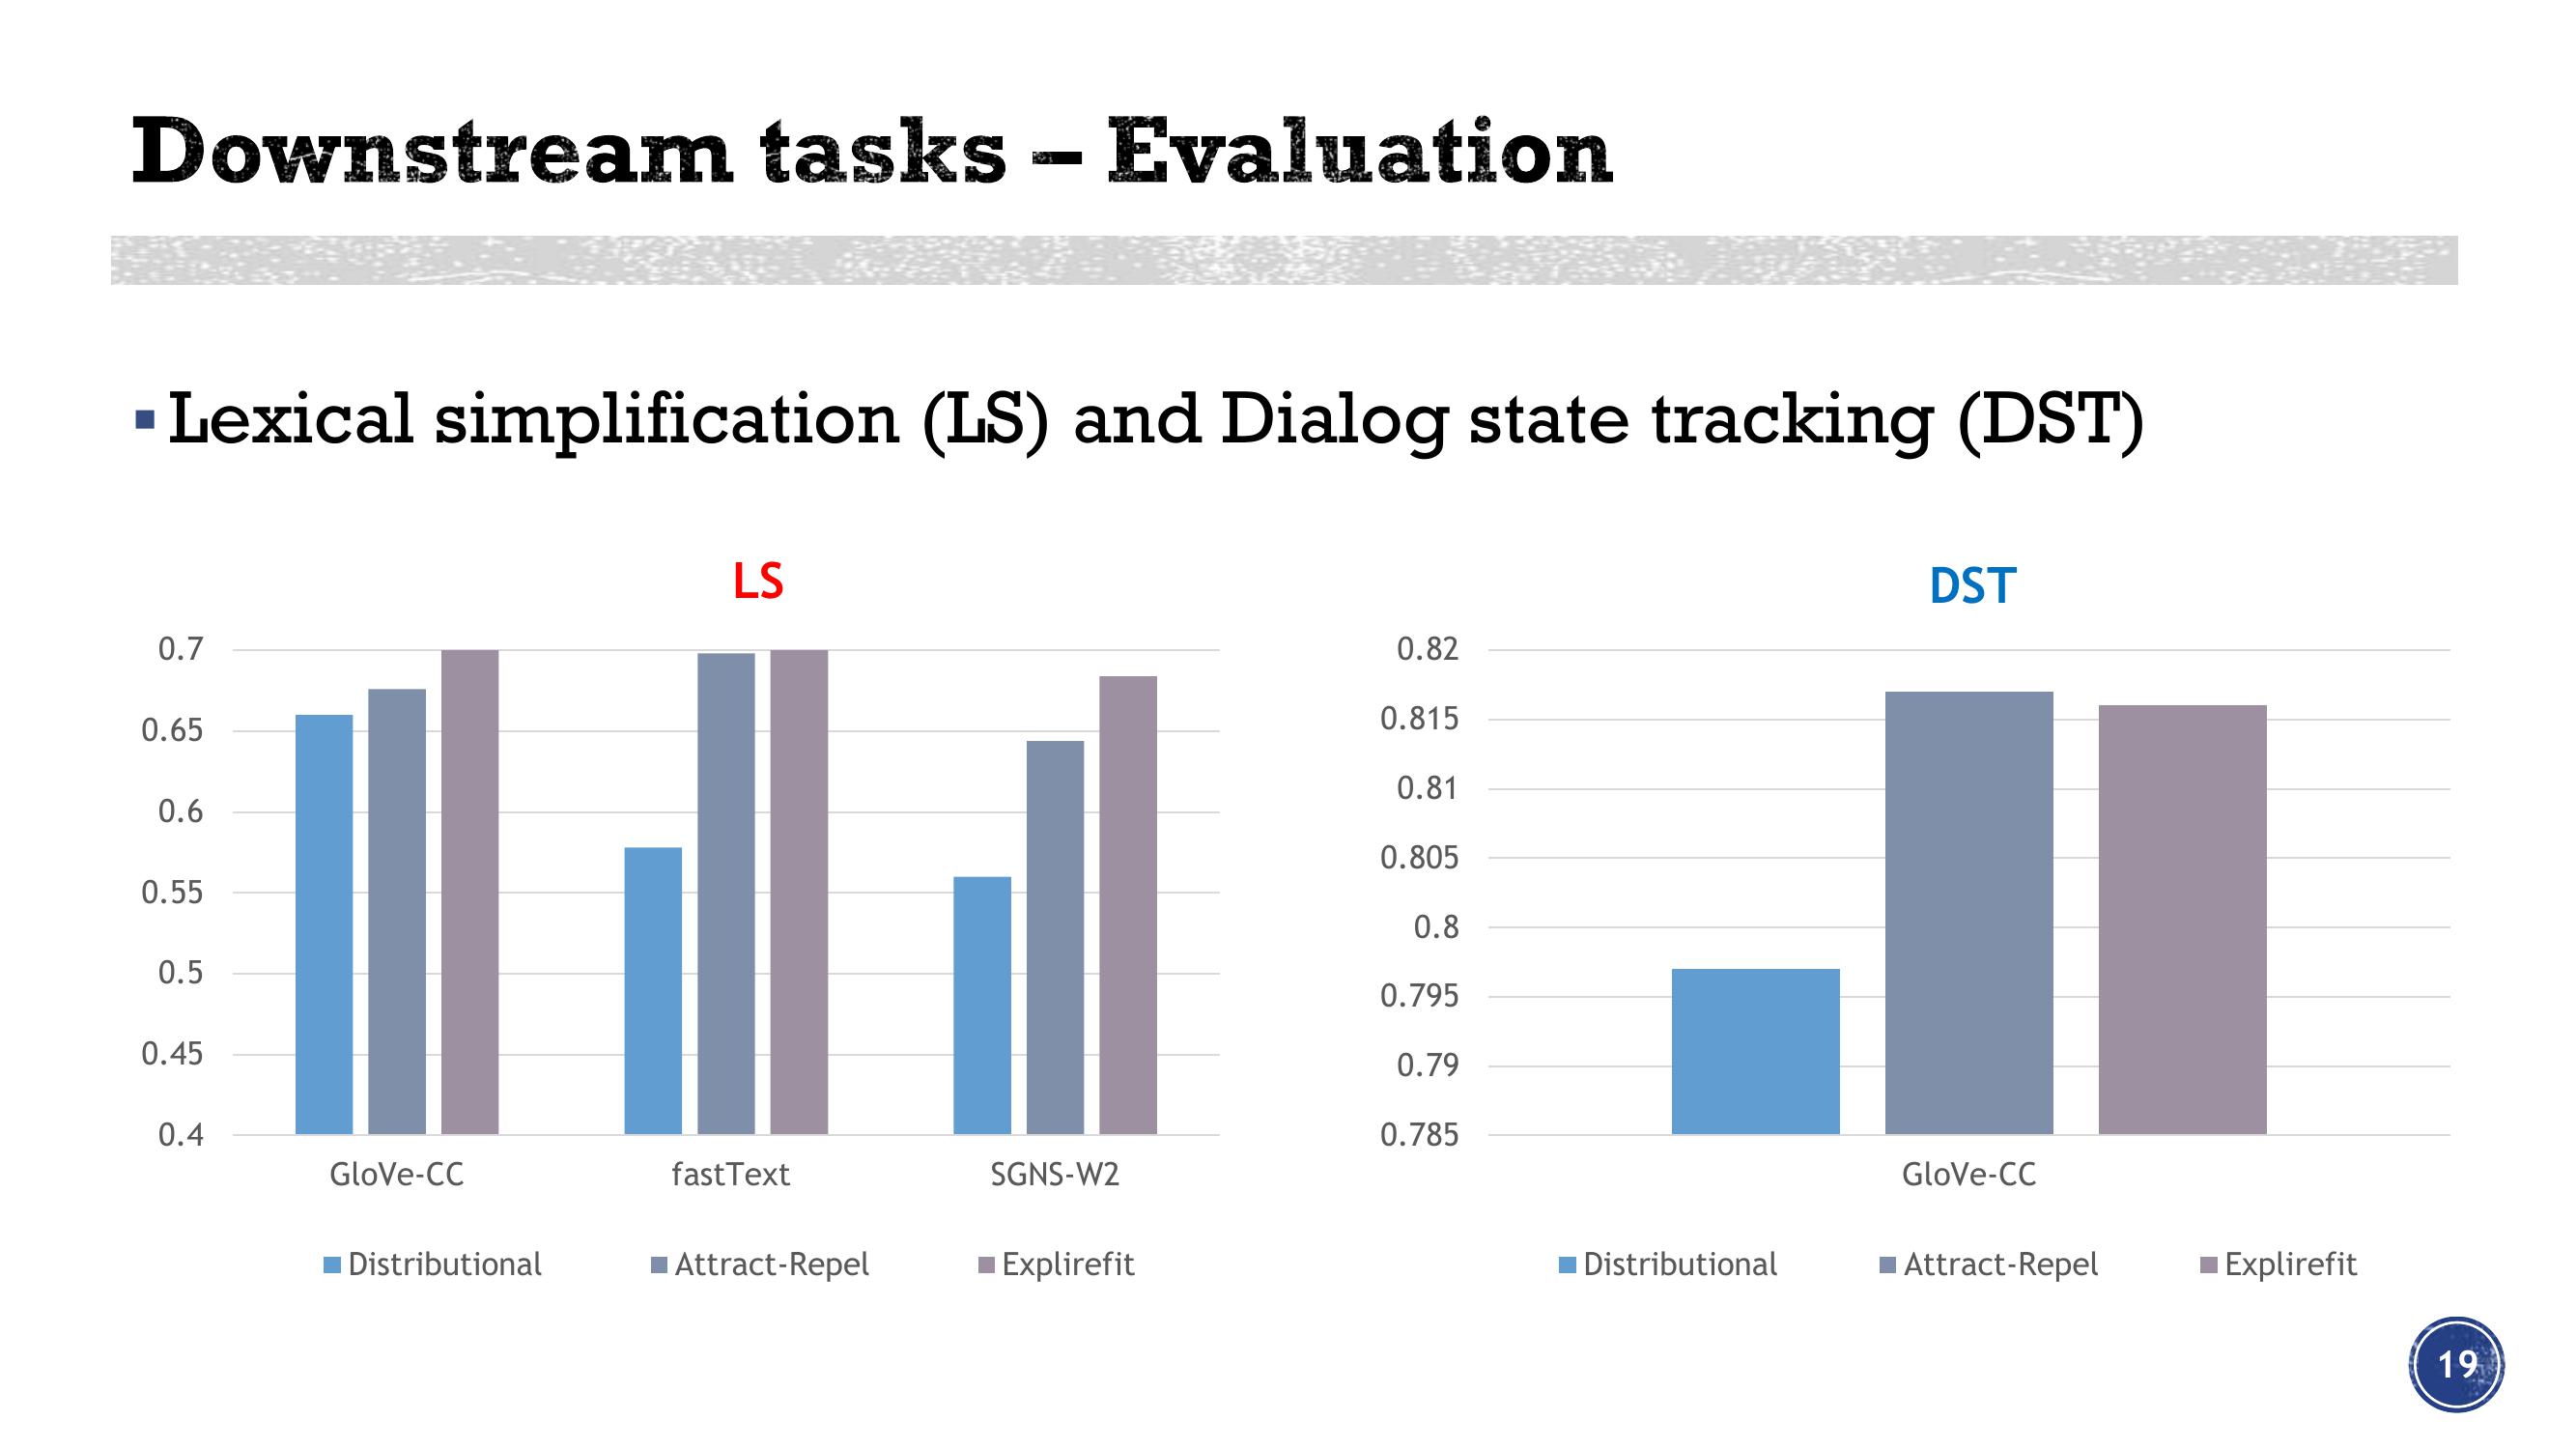 Downstream tasks – Evaluation
▪ Lexical simplification (LS) and Dialog state tracking (DST)
LS
0.7
0.65
0.6
0.55
0.5
0.45
0.4
GloVe-CC fastText SGNS-W2
Distributional Attract-Repel Explirefit
DST
0.82
0.815
0.81
0.805
0.8
0.795
0.79
0.785
GloVe-CC
Distributional Attract-Repel Explirefit
19